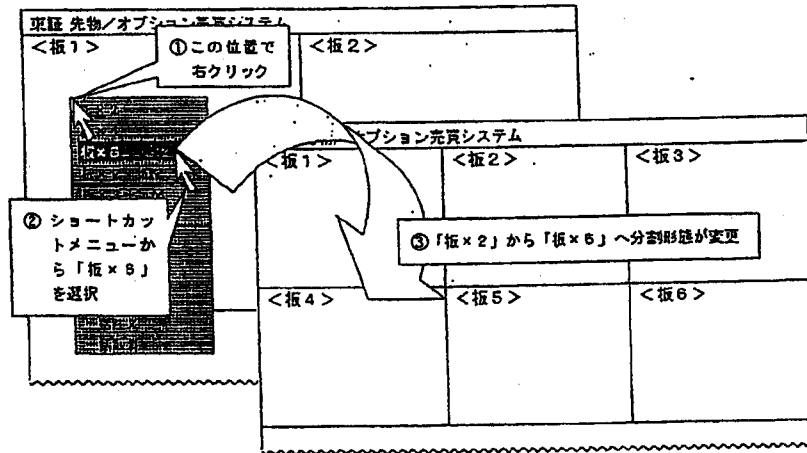 東証 先物／オプション売買システム
＜板1＞
①この位置で
右クリック
＜板2＞
板×6
② ショートカッ
トメニューか
ら「板×6」
を選択
オプション売買システム
＜板1＞
＜板2＞
＜板3＞
③「板×2」から「板×6」へ分割形態が変更
＜板4＞
＜板5＞
＜板6＞